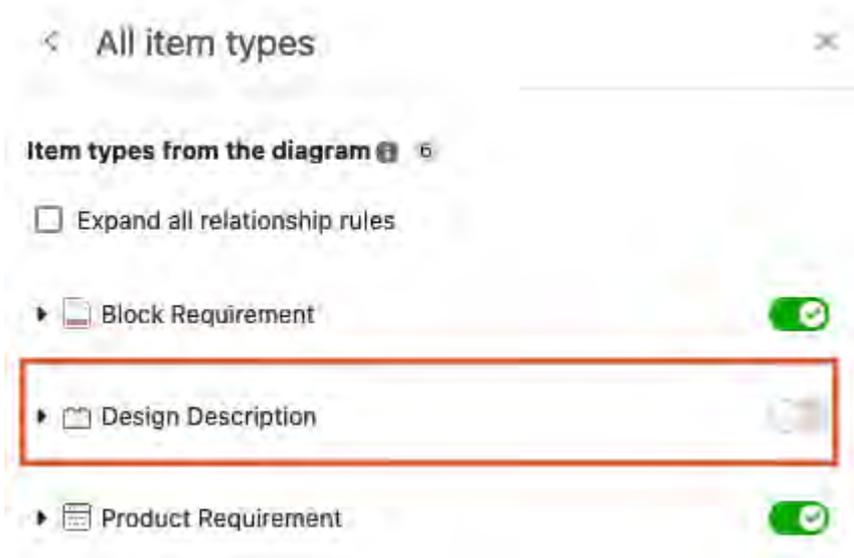 All item types
Item types from the diagram 6
Expand all relationship rules
Block Requirement
Design Description
Product Requirement